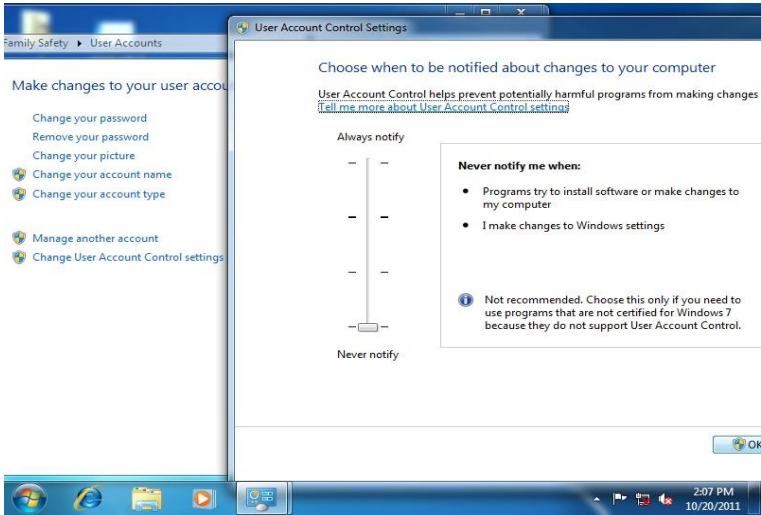 Family Safety ▸ User Accounts
Make changes to your user accou
Change your password
Remove your password
Change your picture
Change your account name
Change your account type
Manage another account
Change User Account Control settings
User Account Control Settings
Choose when to be notified about changes to your computer
User Account Control helps prevent potentially harmful programs from making changes
Tell me more about User Account Control settings
Always notify
Never notify me when:
• Programs try to install software or make changes to
my computer
• I make changes to Windows settings
Not recommended. Choose this only if you need to
use programs that are not certified for Windows 7
because they do not support User Account Control.
Never notify
OK
2:07 PM
10/20/2011